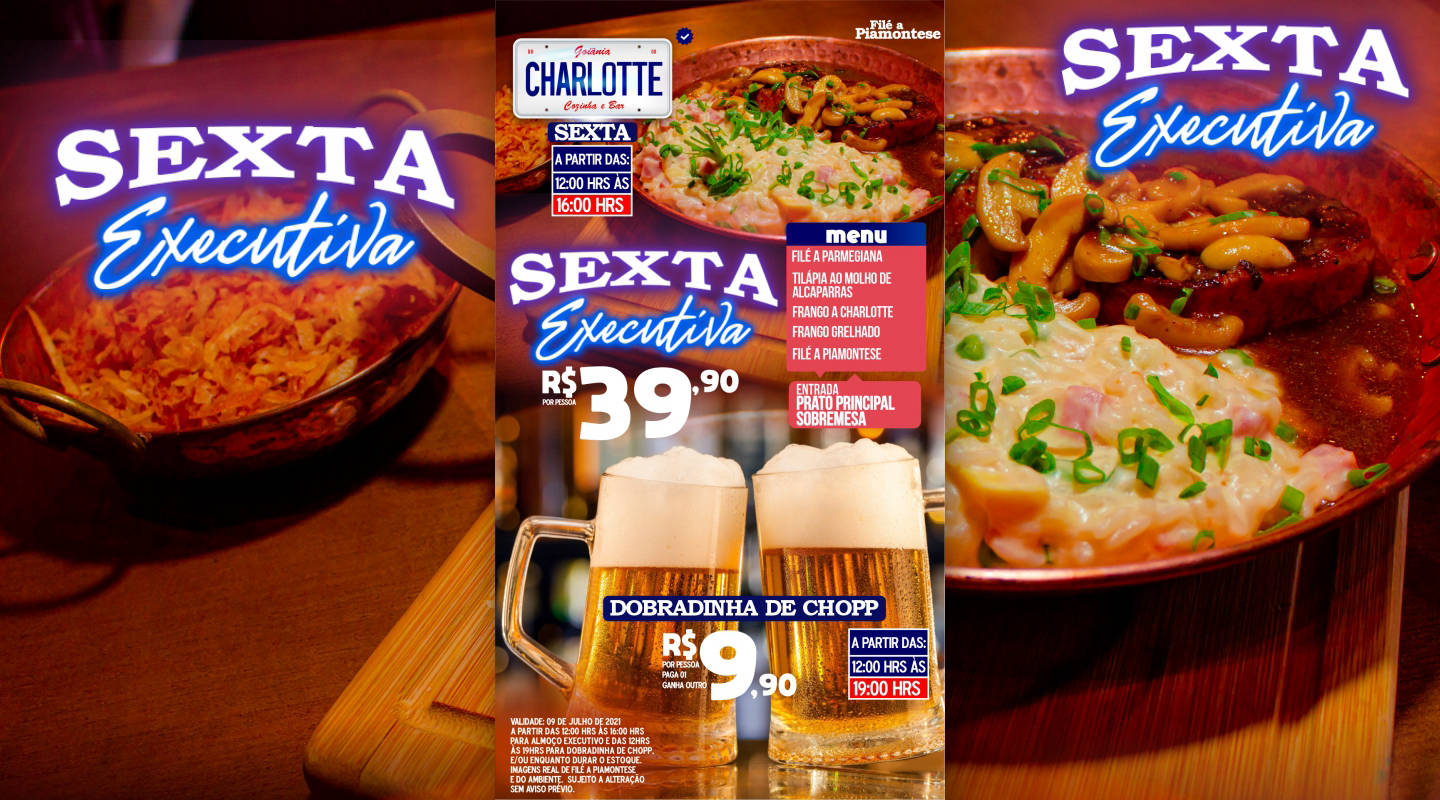 SEXTA
Executiva
Goiânia
CHARLOTTE
Cozinha e Bar
Filé a
Piamontese
SEXTA
A PARTIR DAS:
12:00 HRS ÀS
16:00 HRS
SEXTA
Executiva
R$39,90
POR PESSOA
menu
FILÉ A PARMEGIANA
TILÁPIA AO MOLHO DE
ALCAPARRAS
FRANGO A CHARLOTTE
FRANGO GRELHADO
FILÉ A PIAMONTESE
ENTRADA
PRATO PRINCIPAL
SOBREMESA
DOBRADINHA DE CHOPP
R$9,90
POR PESSOA
PAGA 01
GANHA OUTRO
A PARTIR DAS:
12:00 HRS ÀS
19:00 HRS
VALIDADE: 09 DE JULHO DE 2021
A PARTIR DAS 12:00 HRS ÀS 16:00 HRS
PARA ALMOÇO EXECUTIVO E DAS 12HRS
ÀS 19HRS PARA DOBRADINHA DE CHOPP.
E/OU ENQUANTO DURAR O ESTOQUE.
IMAGENS REAL DE FILÉ A PIAMONTESE
E DO AMBIENTE. SUJEITO A ALTERAÇÃO
SEM AVISO PRÉVIO.
SEXTA
Executiva